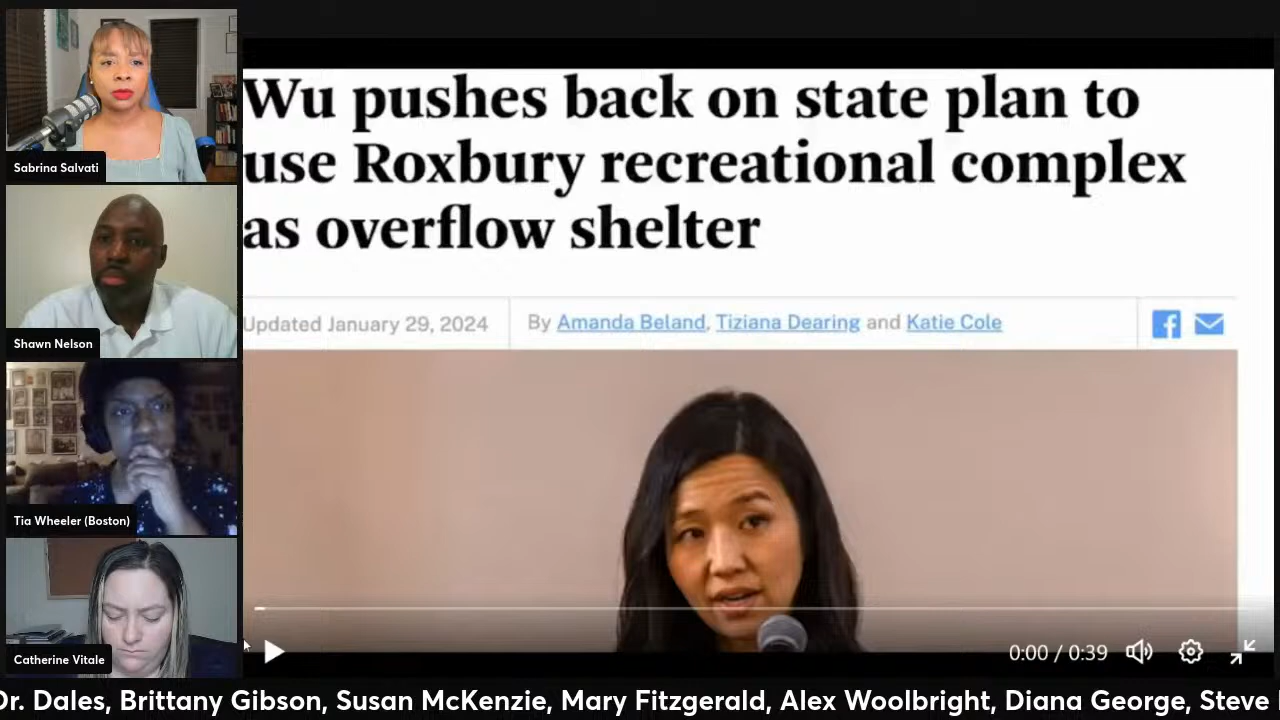 Wu pushes back on state plan to
use Roxbury recreational complex
as overflow shelter
Updated January 29, 2024
By Amanda Beland, Tiziana Dearing and Katie Cole
Sabrina Salvati
Shawn Nelson
Tia Wheeler (Boston)
Catherine Vitale
0:00 / 0:39
Dr. Dales, Brittany Gibson, Susan McKenzie, Mary Fitzgerald, Alex Woolbright, Diana George, Steve